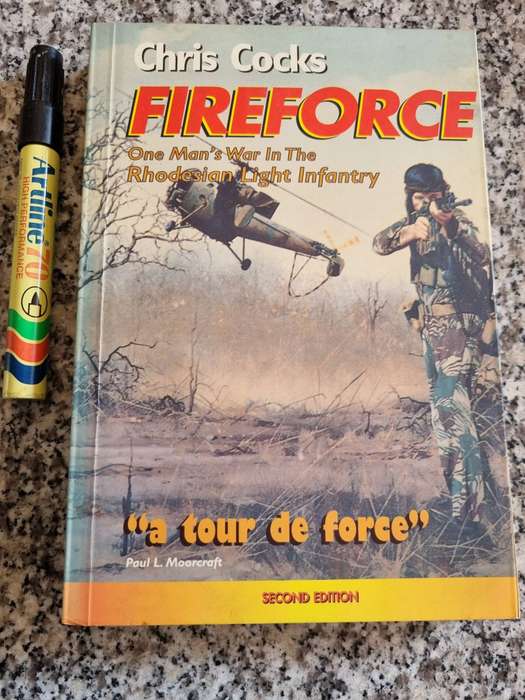 Chris Cocks
FIREFORCE
One Man's War In The
Rhodesian Light Infantry
"a tour de force"
Paul L. Moorcraft
SECOND EDITION
Artline 70
HIGH PERFORMANCE